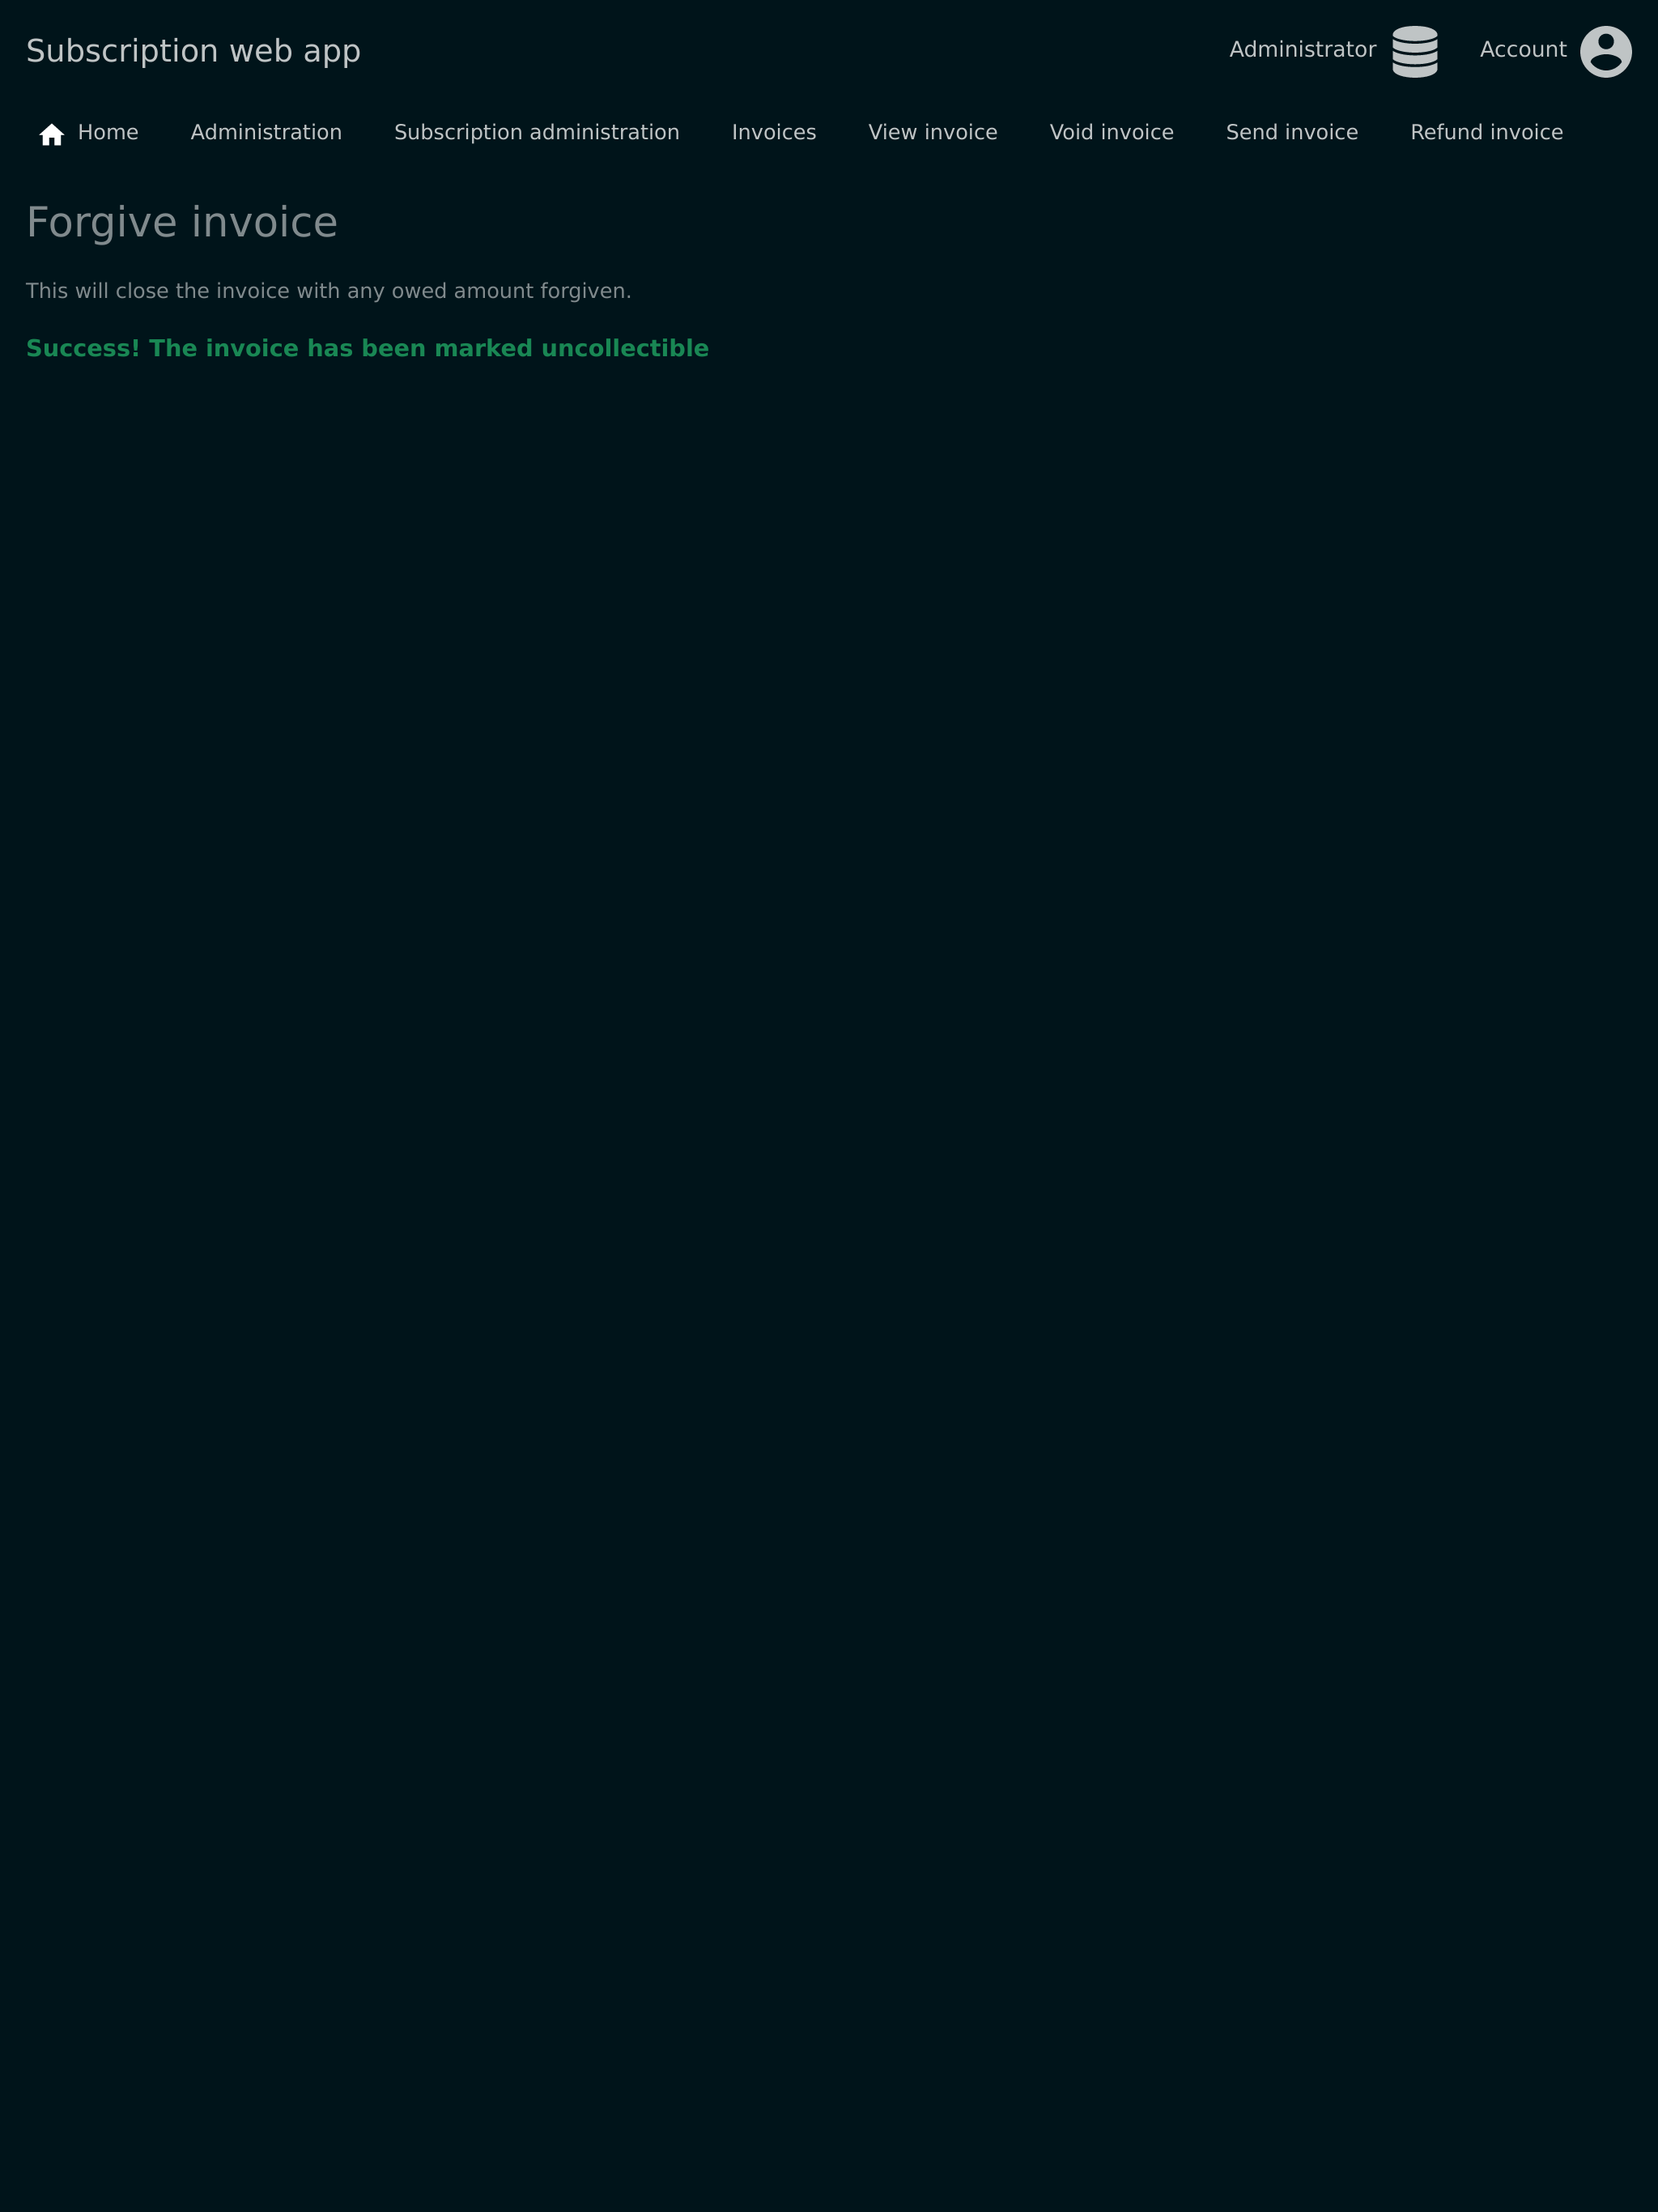 Subscription web app Administrator Account
Home Administration Subscription administration Invoices View invoice Void invoice Send invoice Refund invoice
Forgive invoice
This will close the invoice with any owed amount forgiven.
Success! The invoice has been marked uncollectible